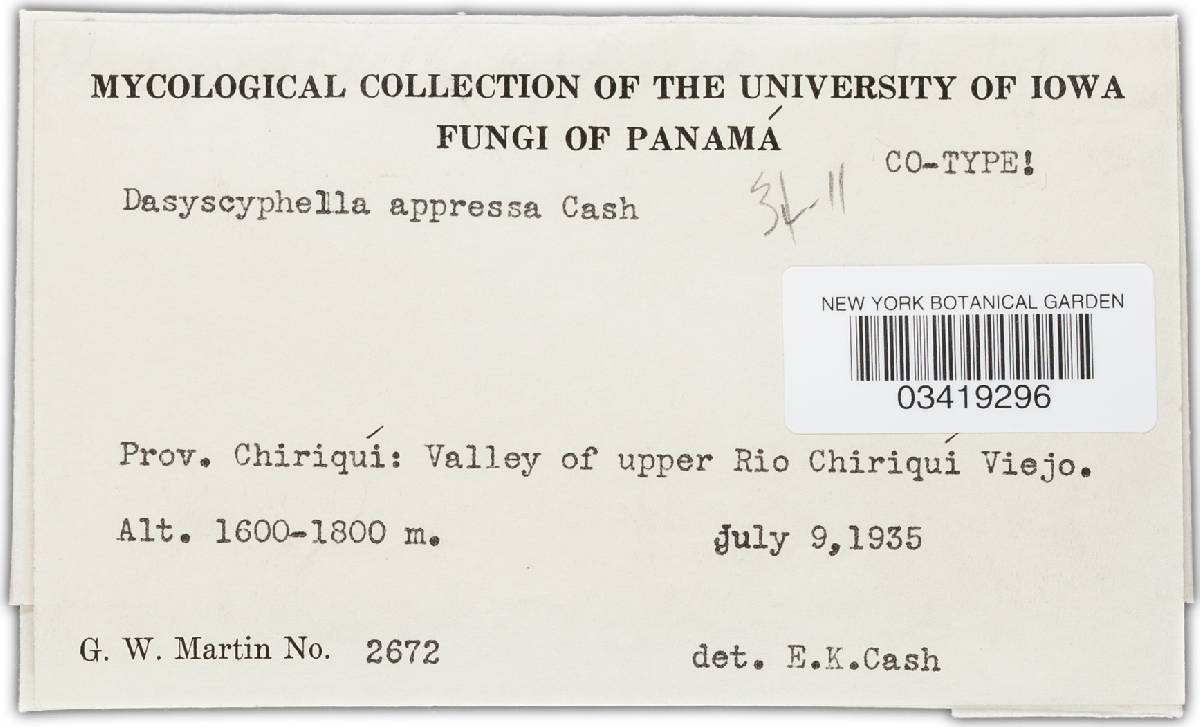 MYCOLOGICAL COLLECTION OF THE UNIVERSITY OF IOWA
FUNGI OF PANAMÁ
CO-TYPE!
Dasyscyphella appressa Cash
NEW YORK BOTANICAL GARDEN
03419296
Prov. Chiriquí: Valley of upper Rio Chiriquí Viejo.
Alt. 1600-1800 m. July 9,1935
G. W. Martin No. 2672 det. E.K.Cash